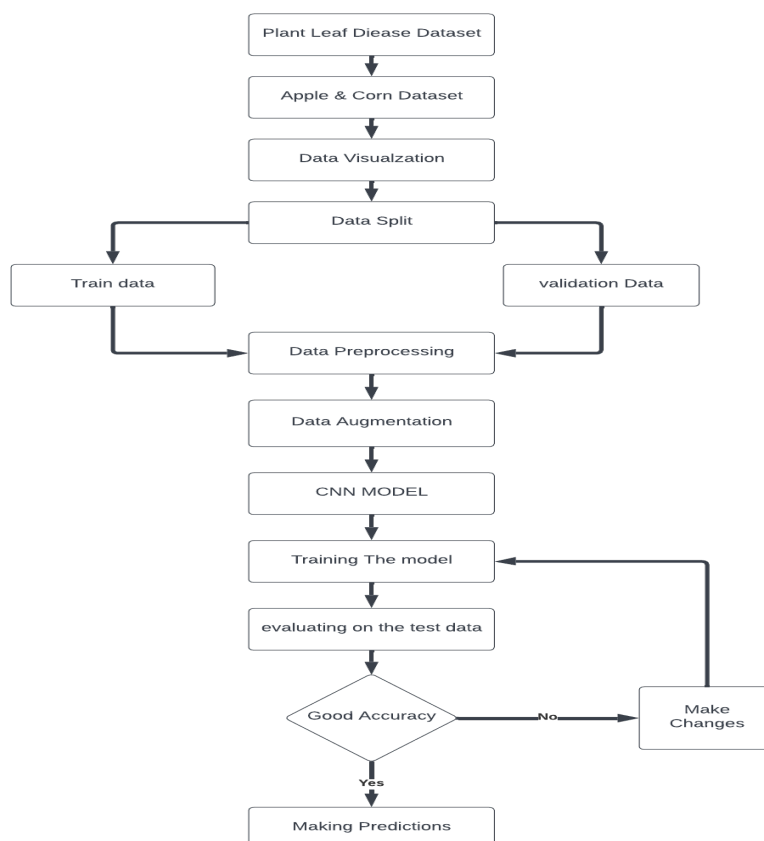 Plant Leaf Diease Dataset
Apple & Corn Dataset
Data Visualzation
Data Split
Train data
validation Data
Data Preprocessing
Data Augmentation
CNN MODEL
Training The model
evaluating on the test data
Good Accuracy
No
Make
Changes
Yes
Making Predictions